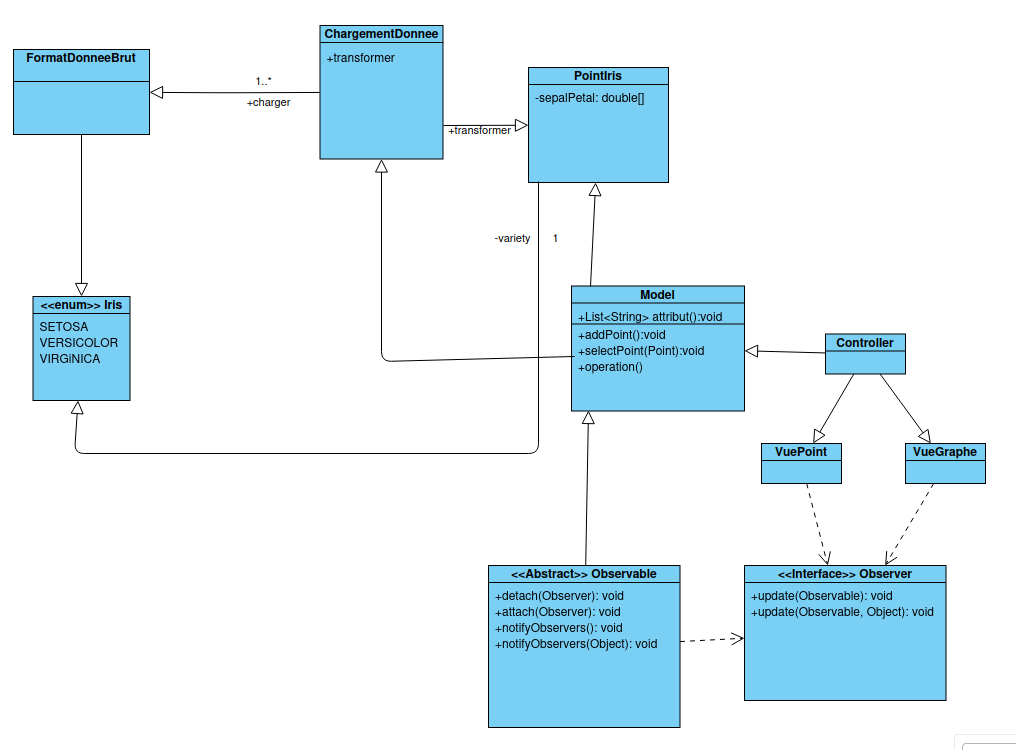 ChargementDonnee
+transformer
FormatDonneeBrut
1..*
+charger
PointIris
-sepalPetal: double[]
+transformer
-variety
1
<<enum>> Iris
SETOSA
VERSICOLOR
VIRGINICA
Model
+List<String> attribut():void
+addPoint():void
+selectPoint(Point):void
+operation()
Controller
VuePoint
VueGraphe
<<Abstract>> Observable
+detach(Observer): void
+attach(Observer): void
+notifyObservers(): void
+notifyObservers(Object): void
<<Interface>> Observer
+update(Observable): void
+update(Observable, Object): void